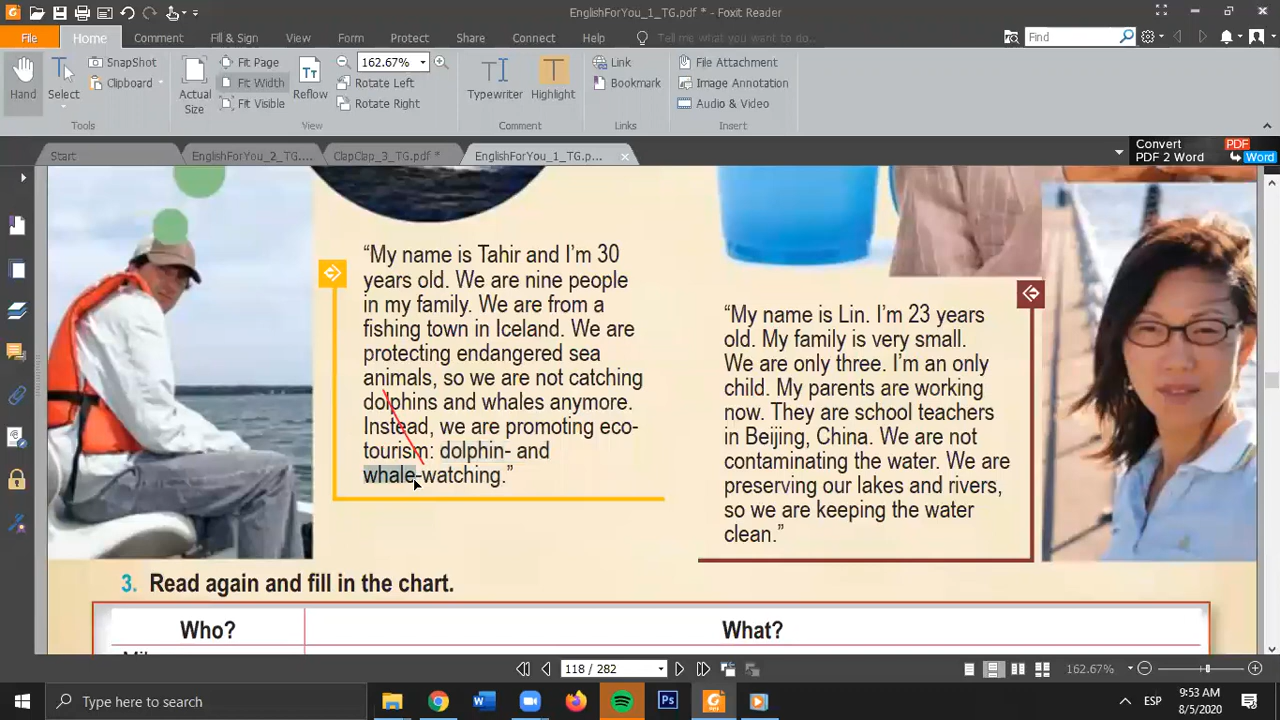 EnglishForYou_1_TG.pdf * - Foxit Reader
File Home Comment Fill & Sign View Form Protect Share Connect Help Tell me what you want to do... Find
Hand
Select
SnapShot
Clipboard
Tools
Actual Size
Fit Page
Fit Width
Fit Visible
Reflow
162.67%
Rotate Left
Rotate Right
View
Typewriter
Highlight
Comment
Link
Bookmark
Links
File Attachment
Image Annotation
Audio & Video
Insert
Start EnglishForYou_2_TG.... ClapClap_3_TG.pdf * EnglishForYou_1_TG.p...
Convert PDF
PDF 2 Word Word
“My name is Tahir and I’m 30
years old. We are nine people
in my family. We are from a
fishing town in Iceland. We are
protecting endangered sea
animals, so we are not catching
dolphins and whales anymore.
Instead, we are promoting eco-
tourism: dolphin- and
whale-watching.”
“My name is Lin. I’m 23 years
old. My family is very small.
We are only three. I’m an only
child. My parents are working
now. They are school teachers
in Beijing, China. We are not
contaminating the water. We are
preserving our lakes and rivers,
so we are keeping the water
clean.”
3. Read again and fill in the chart.
Who? What?
118 / 282 162.67%
Type here to search
ESP
9:53 AM
8/5/2020